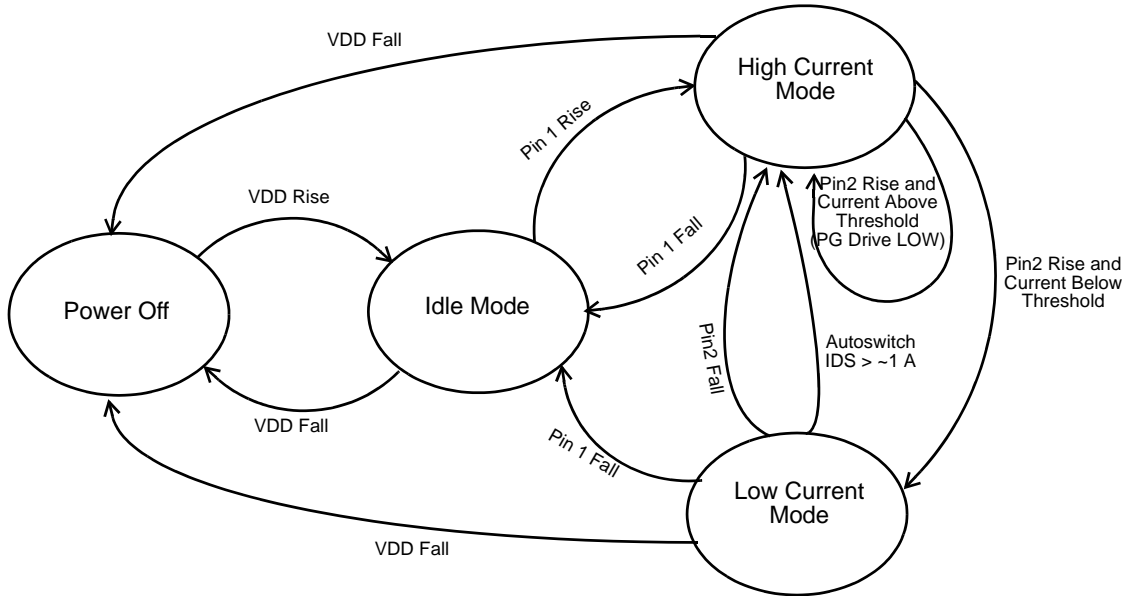 VDD Fall
High Current
Mode
Pin 1 Rise
VDD Rise
Pin2 Rise and
Current Above
Threshold
(PG Drive LOW)
Pin 1 Fall
Pin2 Rise and
Current Below
Threshold
Power Off
Idle Mode
Pin2 Fall
Autoswitch
IDS > ~1 A
VDD Fall
Pin 1 Fall
Low Current
Mode
VDD Fall